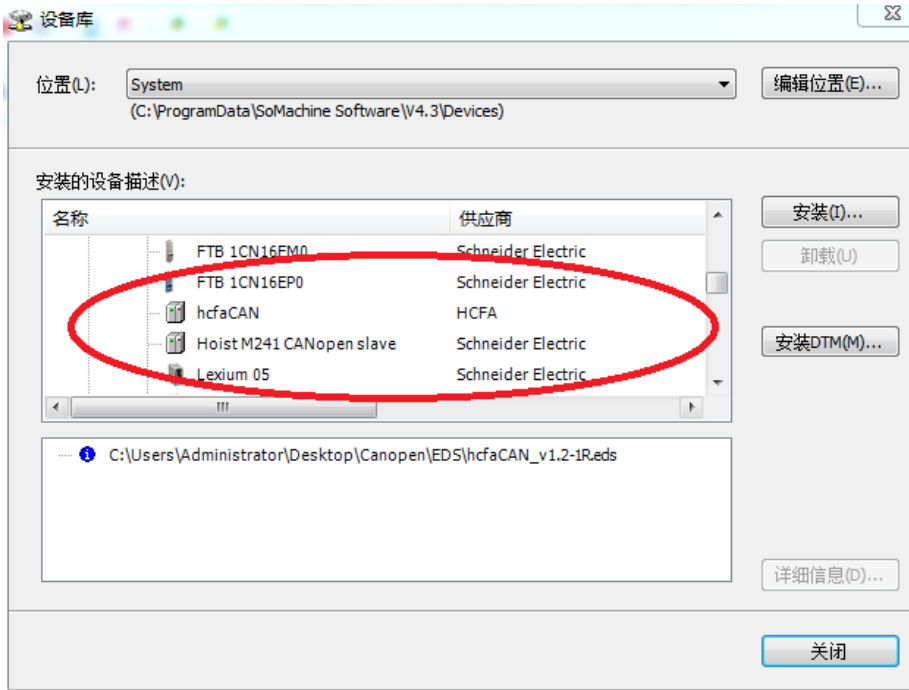 设备库
位置(L):
System
编辑位置(E)...
(C:\ProgramData\SoMachine Software\V4.3\Devices)
安装的设备描述(V):
名称 供应商
安装(I)...
FTB 1CN16EM0 Schneider Electric
卸载(U)
FTB 1CN16EP0 Schneider Electric
hcfaCAN HCFA
Hoist M241 CANopen slave Schneider Electric
安装DTM(M)...
Lexium 05 Schneider Electric
C:\Users\Administrator\Desktop\Canopen\EDS\hcfaCAN_v1.2-1R.eds
详细信息(D)...
关闭